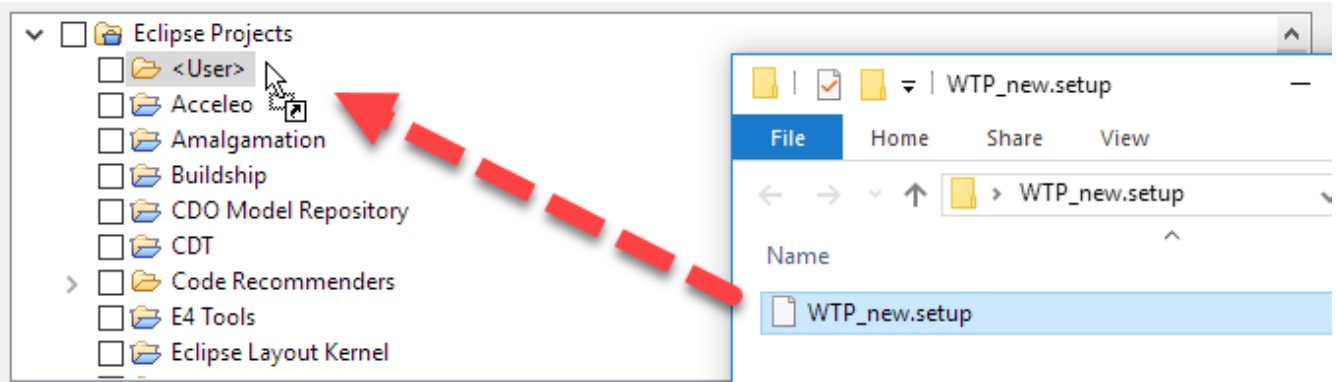 Eclipse Projects
<User>
Acceleo
Amalgamation
Buildship
CDO Model Repository
CDT
Code Recommenders
E4 Tools
Eclipse Layout Kernel
WTP_new.setup
File Home Share View
WTP_new.setup
Name
WTP_new.setup